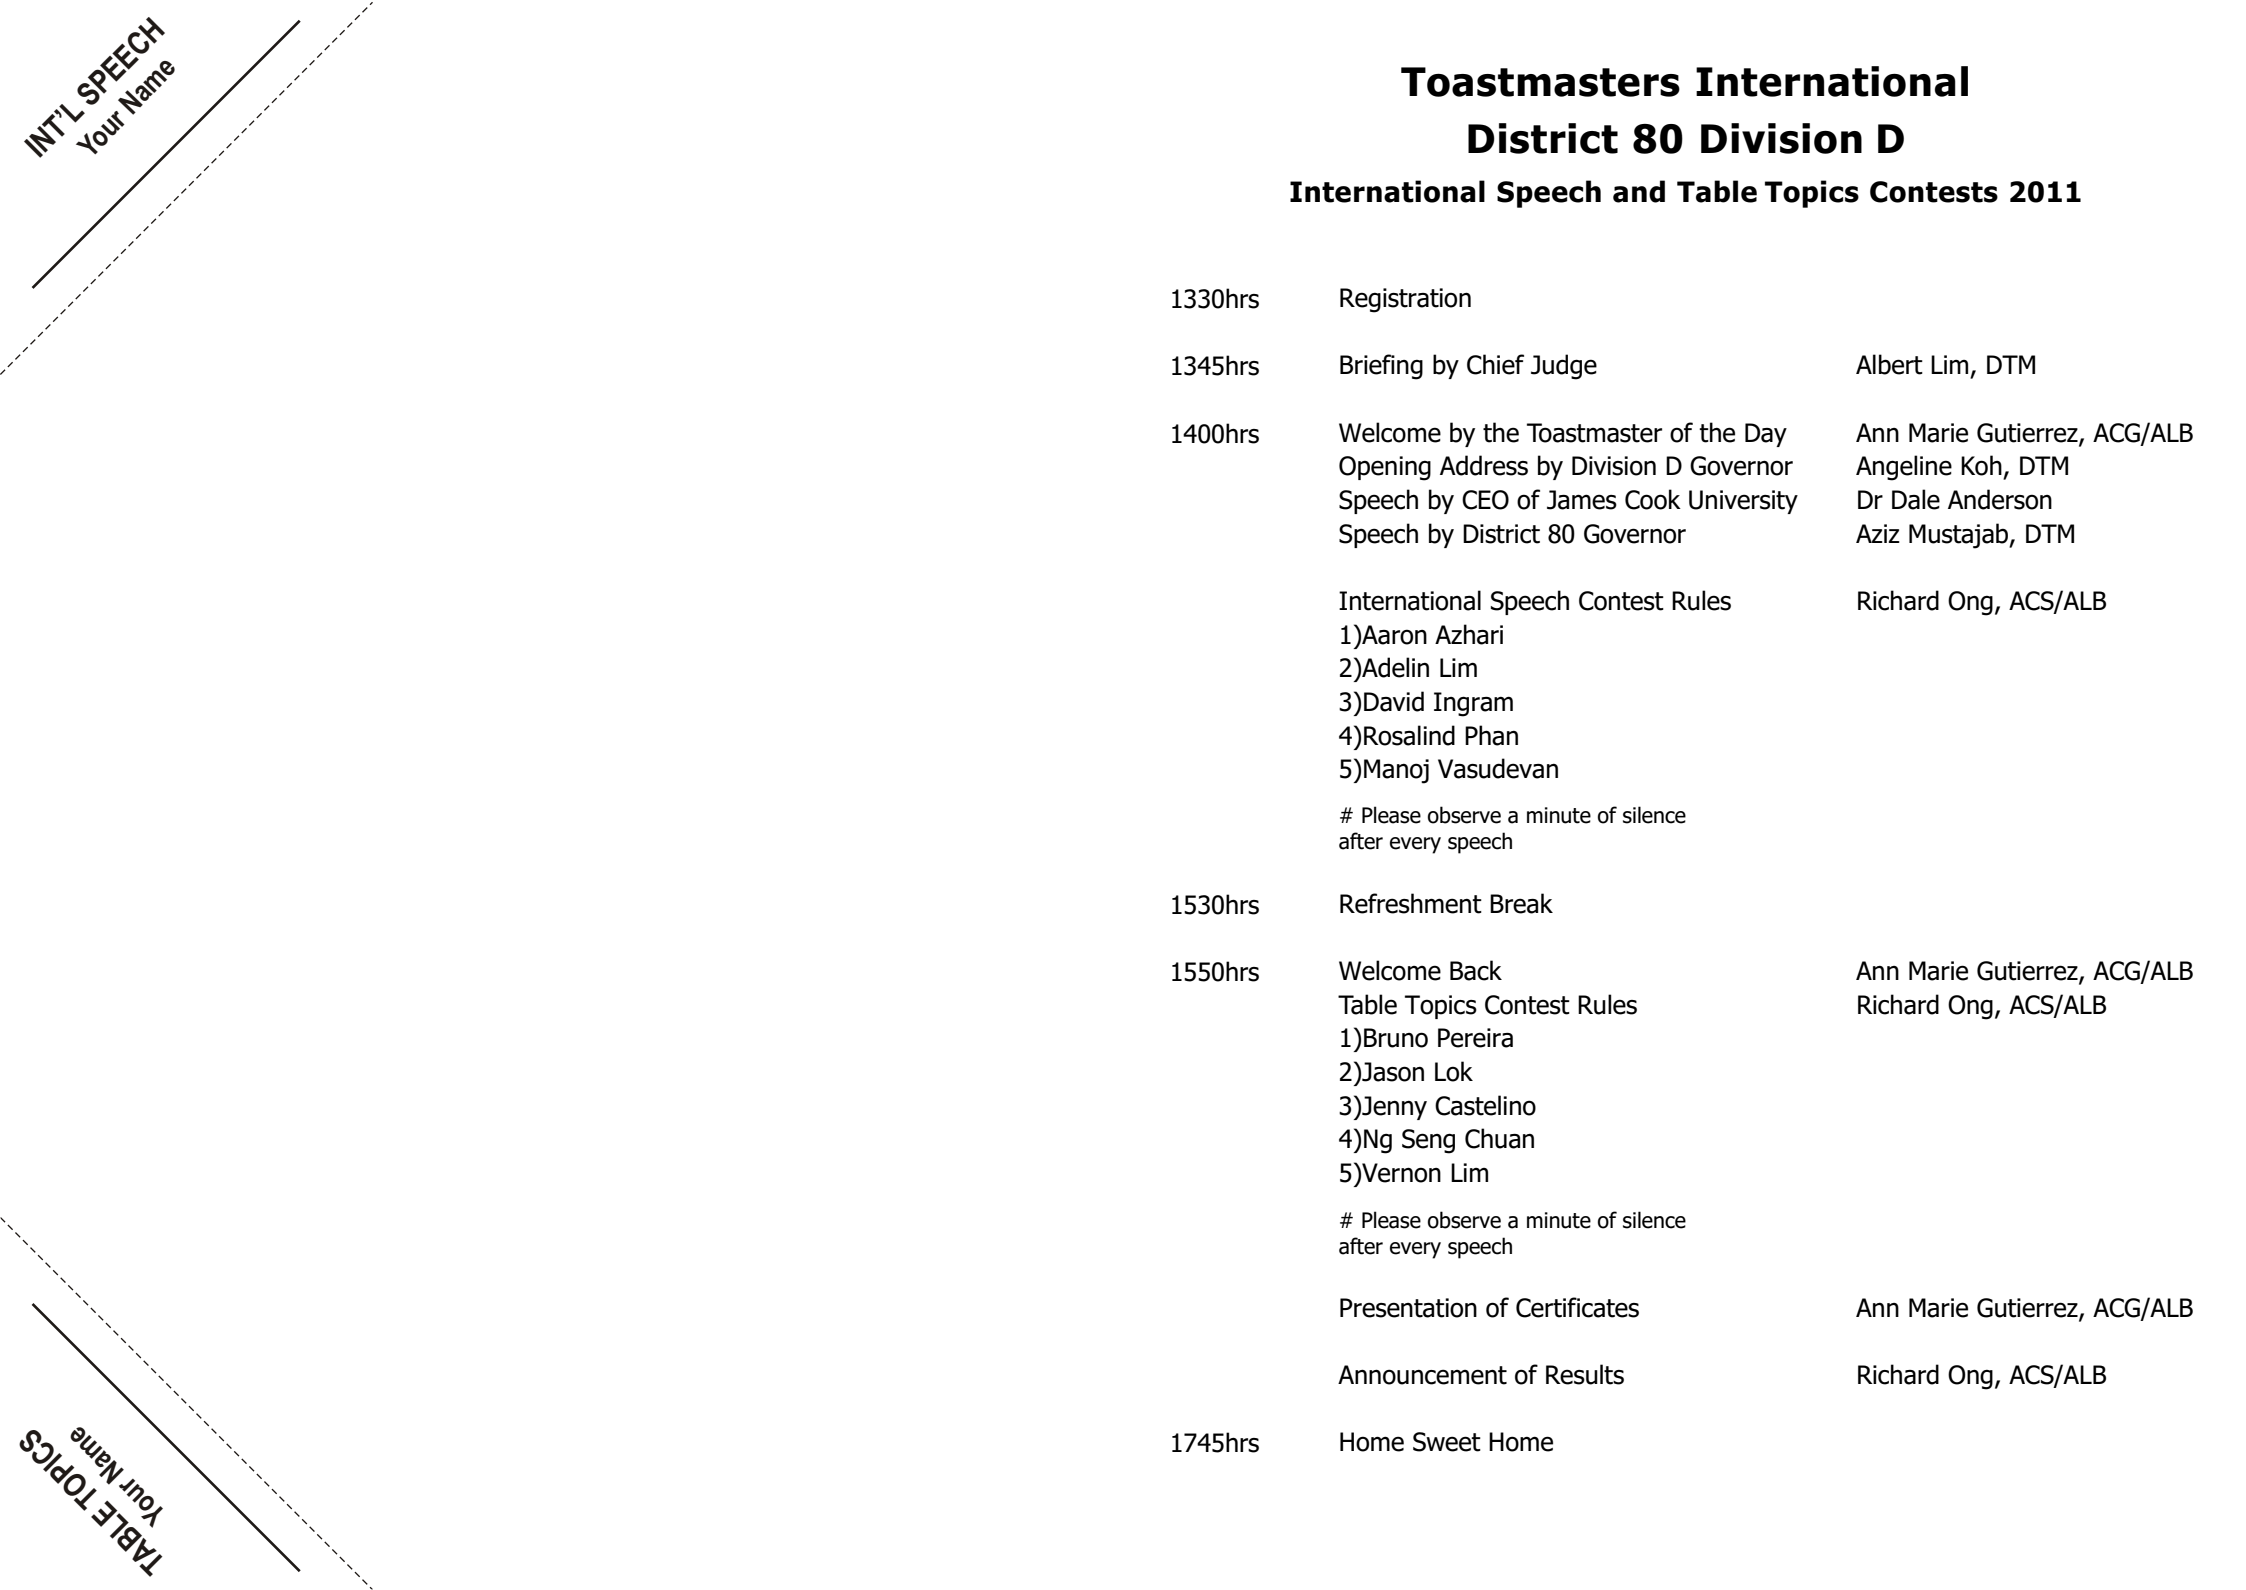 INT'L SPEECH
Your Name
Toastmasters International
District 80 Division D
International Speech and Table Topics Contests 2011
1330hrs Registration
1345hrs Briefing by Chief Judge Albert Lim, DTM
1400hrs Welcome by the Toastmaster of the Day Ann Marie Gutierrez, ACG/ALB
Opening Address by Division D Governor Angeline Koh, DTM
Speech by CEO of James Cook University Dr Dale Anderson
Speech by District 80 Governor Aziz Mustajab, DTM
International Speech Contest Rules Richard Ong, ACS/ALB
1)Aaron Azhari
2)Adelin Lim
3)David Ingram
4)Rosalind Phan
5)Manoj Vasudevan
# Please observe a minute of silence
after every speech
1530hrs Refreshment Break
1550hrs Welcome Back Ann Marie Gutierrez, ACG/ALB
Table Topics Contest Rules Richard Ong, ACS/ALB
1)Bruno Pereira
2)Jason Lok
3)Jenny Castelino
4)Ng Seng Chuan
5)Vernon Lim
# Please observe a minute of silence
after every speech
Presentation of Certificates Ann Marie Gutierrez, ACG/ALB
Announcement of Results Richard Ong, ACS/ALB
1745hrs Home Sweet Home
TABLE TOPICS
Your Name